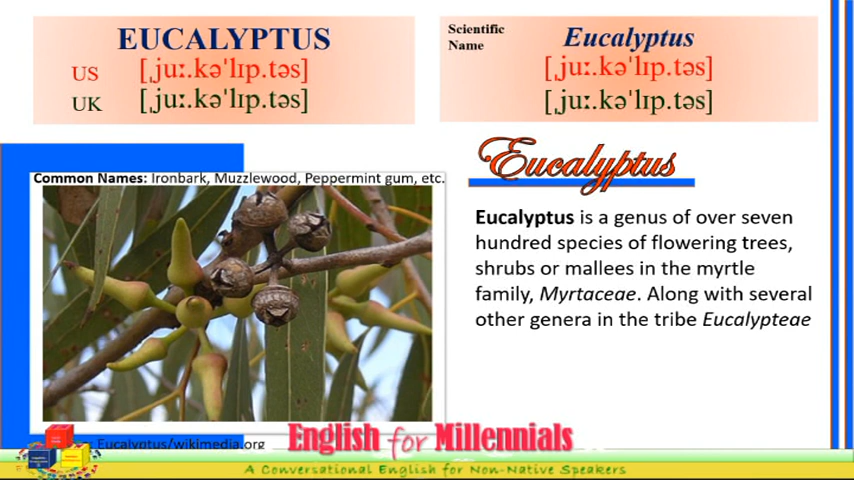 EUCALYPTUS
US [ˌjuː.kəˈlɪp.təs]
UK [ˌjuː.kəˈlɪp.təs]
Scientific
Name
Eucalyptus
[ˌjuː.kəˈlɪp.təs]
[ˌjuː.kəˈlɪp.təs]
Common Names: Ironbark, Muzzlewood, Peppermint gum, etc.
Eucalyptus
Eucalyptus is a genus of over seven
hundred species of flowering trees,
shrubs or mallees in the myrtle
family, Myrtaceae. Along with several
other genera in the tribe Eucalypteae
Eucalyptus/wikimedia.org
English for Millennials
A Conversational English for Non-Native Speakers